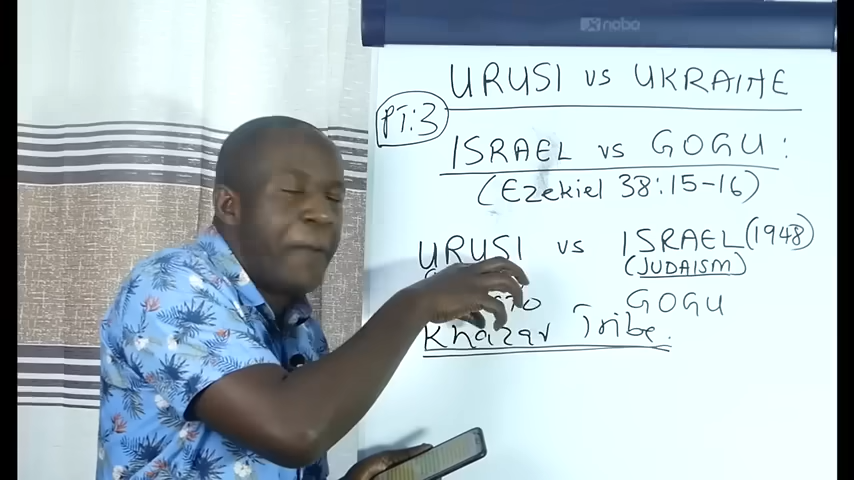 nobo
URUSI vs UKRAINE
PT:3
ISRAEL vs GOGU:
(Ezekiel 38:15-16)
URUSI vs ISRAEL (1948)
(JUDAISM)
GOGU
Khazar Tribe.